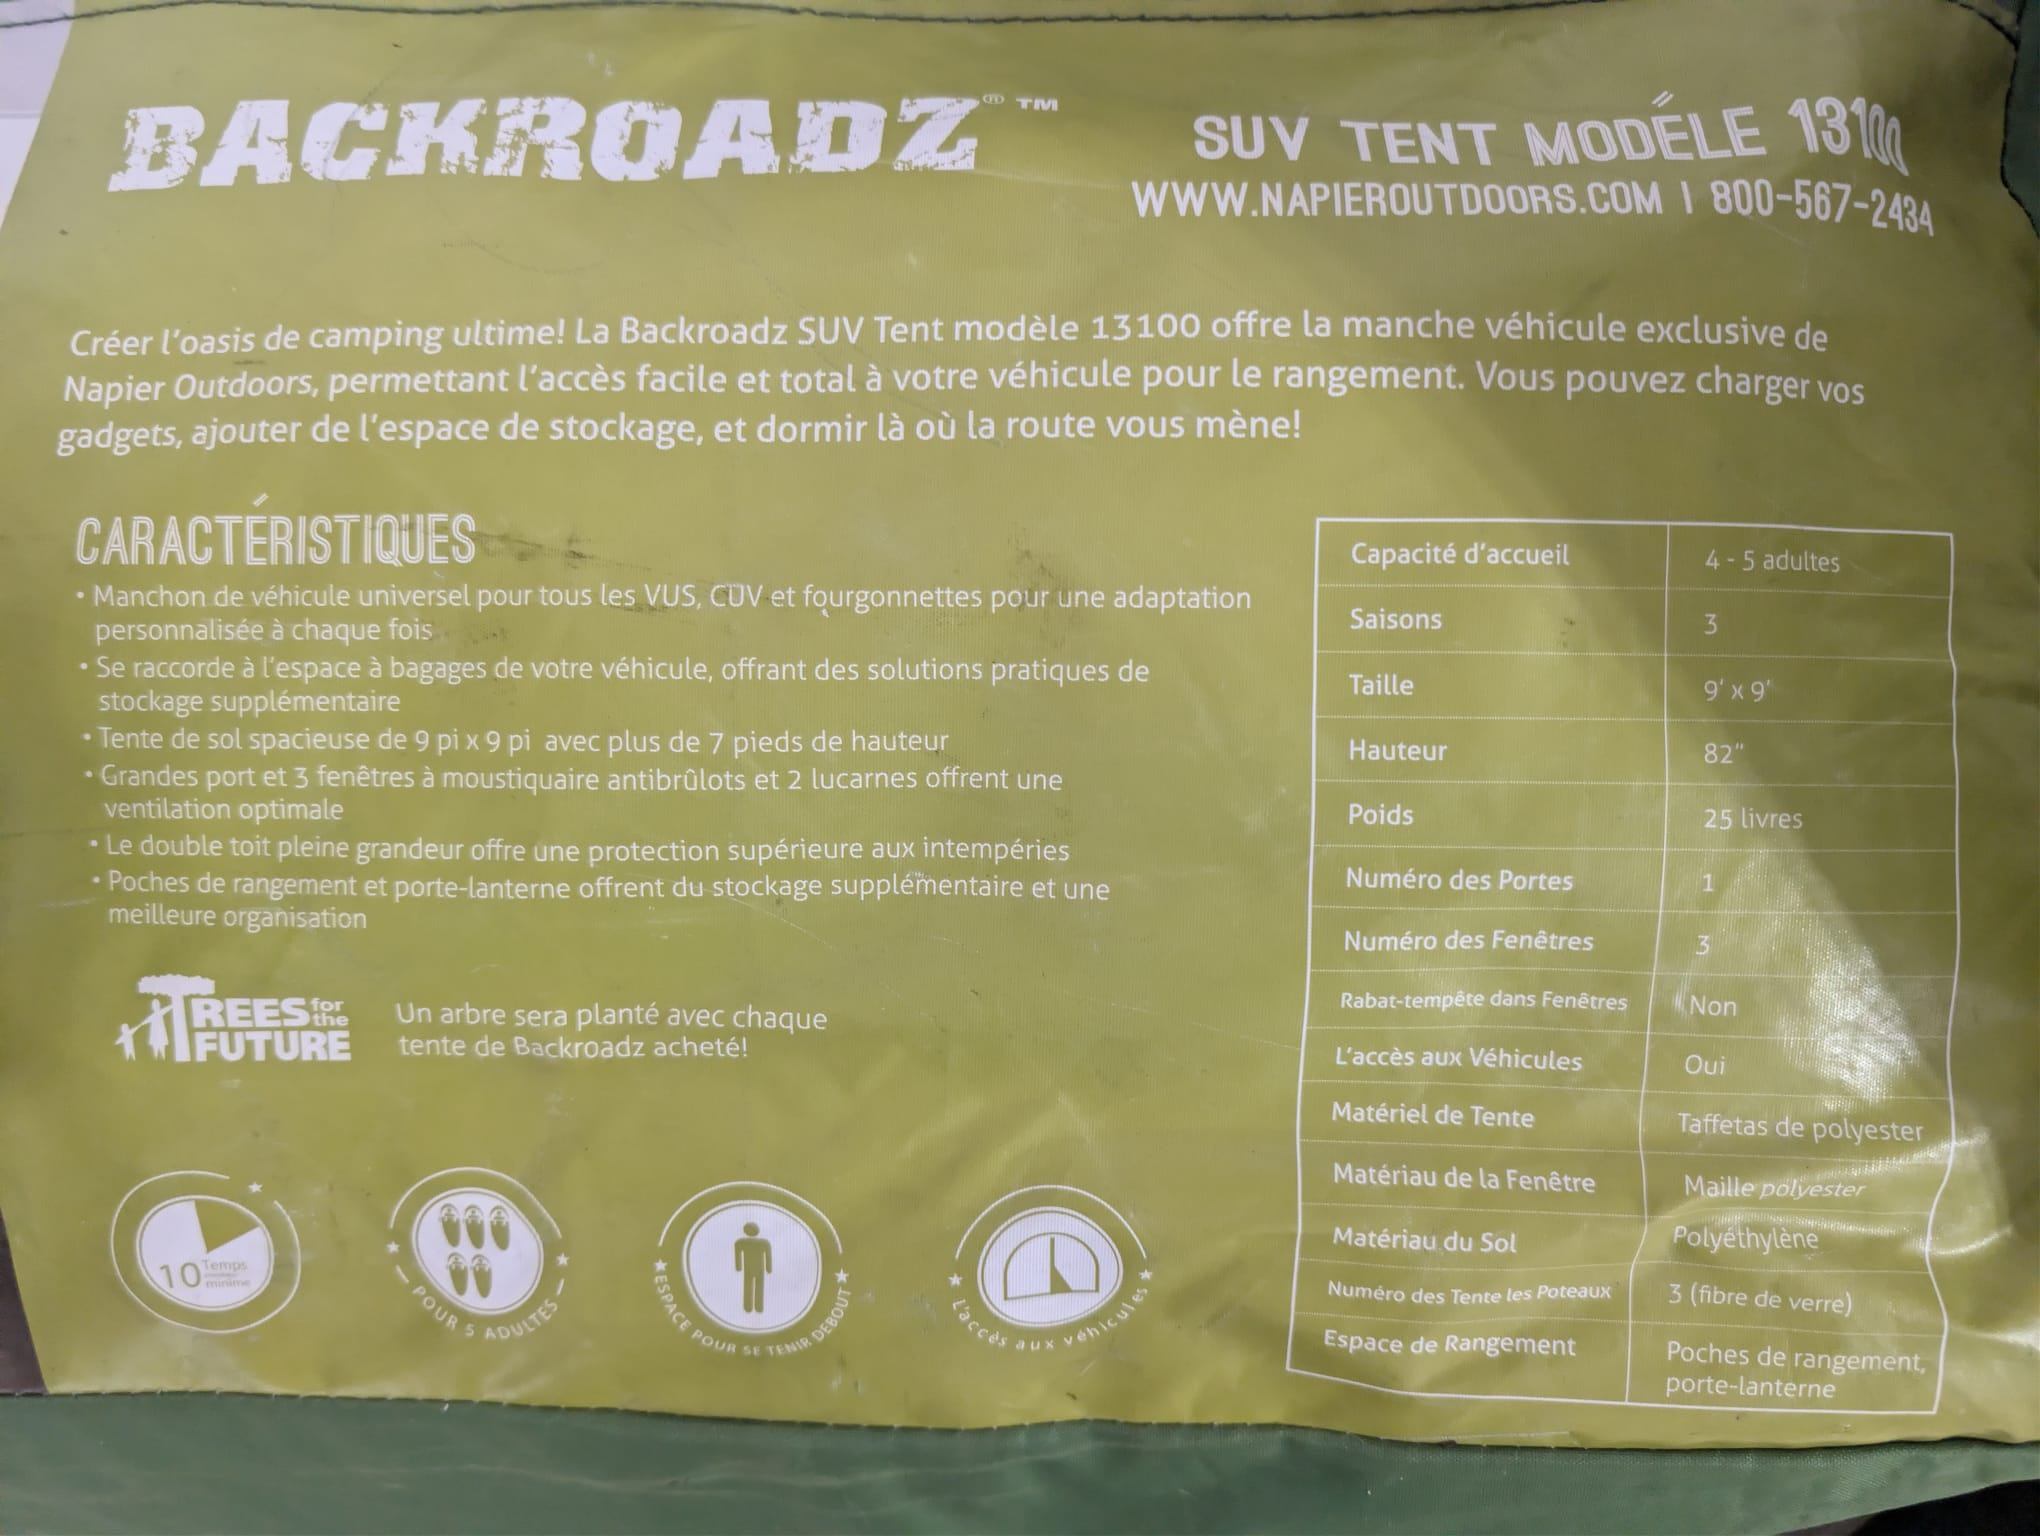 BACKROADZ® ™
SUV TENT MODÉLE 13100
WWW.NAPIEROUTDOORS.COM | 800-567-2434
Créer l'oasis de camping ultime! La Backroadz SUV Tent modèle 13100 offre la manche véhicule exclusive de
Napier Outdoors, permettant l'accès facile et total à votre véhicule pour le rangement. Vous pouvez charger vos
gadgets, ajouter de l'espace de stockage, et dormir là où la route vous mène!
CARACTÉRISTIQUES
• Manchon de véhicule universel pour tous les VUS, CUV et fourgonnettes pour une adaptation
personnalisée à chaque fois
• Se raccorde à l'espace à bagages de votre véhicule, offrant des solutions pratiques de
stockage supplémentaire
• Tente de sol spacieuse de 9 pi x 9 pi avec plus de 7 pieds de hauteur
• Grandes port et 3 fenêtres à moustiquaire antibrûlots et 2 lucarnes offrent une
ventilation optimale
• Le double toit pleine grandeur offre une protection supérieure aux intempéries
• Poches de rangement et porte-lanterne offrent du stockage supplémentaire et une
meilleure organisation
TREES for the FUTURE
Un arbre sera planté avec chaque
tente de Backroadz acheté!
10 Temps minime
POUR 5 ADULTES
ESPACE POUR SE TENIR DEBOUT
L'accès aux véhicules
Capacité d'accueil 4 - 5 adultes
Saisons 3
Taille 9' x 9'
Hauteur 82"
Poids 25 livres
Numéro des Portes 1
Numéro des Fenêtres 3
Rabat-tempête dans Fenêtres Non
L'accès aux Véhicules Oui
Matériel de Tente Taffetas de polyester
Matériau de la Fenêtre Maille polyester
Matériau du Sol Polyéthylène
Numéro des Tente les Poteaux 3 (fibre de verre)
Espace de Rangement Poches de rangement,
porte-lanterne